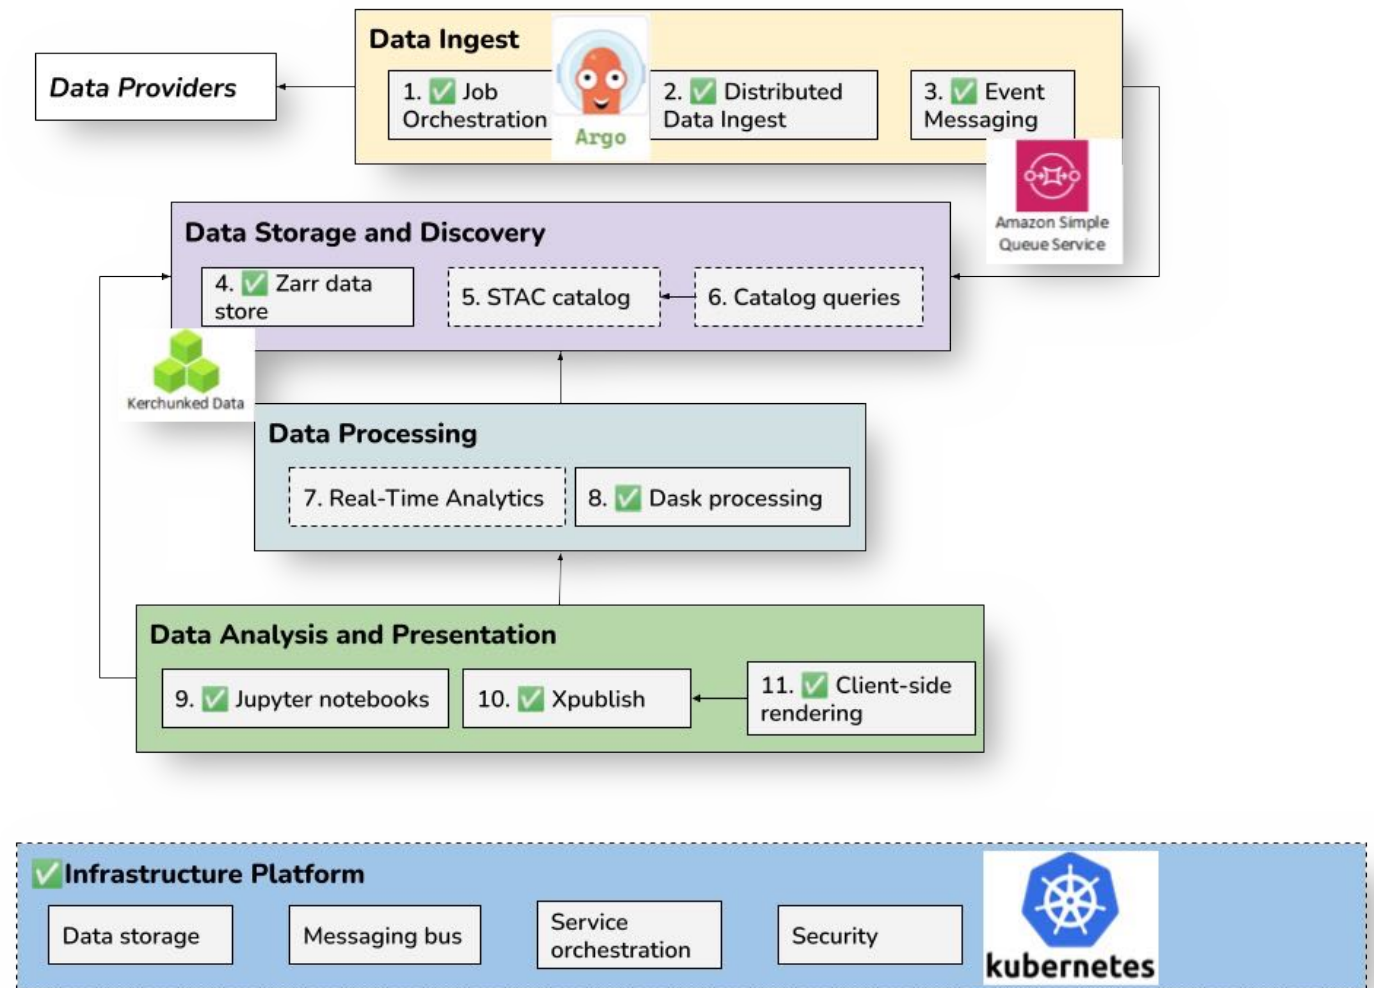 Data Ingest
Data Providers
1. ✅ Job
Orchestration
Argo
2. ✅ Distributed
Data Ingest
3. ✅ Event
Messaging
Amazon Simple
Queue Service
Data Storage and Discovery
4. ✅ Zarr data
store
5. STAC catalog
6. Catalog queries
Kerchunked Data
Data Processing
7. Real-Time Analytics
8. ✅ Dask processing
Data Analysis and Presentation
9. ✅ Jupyter notebooks
10. ✅ Xpublish
11. ✅ Client-side
rendering
✅Infrastructure Platform
Data storage
Messaging bus
Service
orchestration
Security
kubernetes